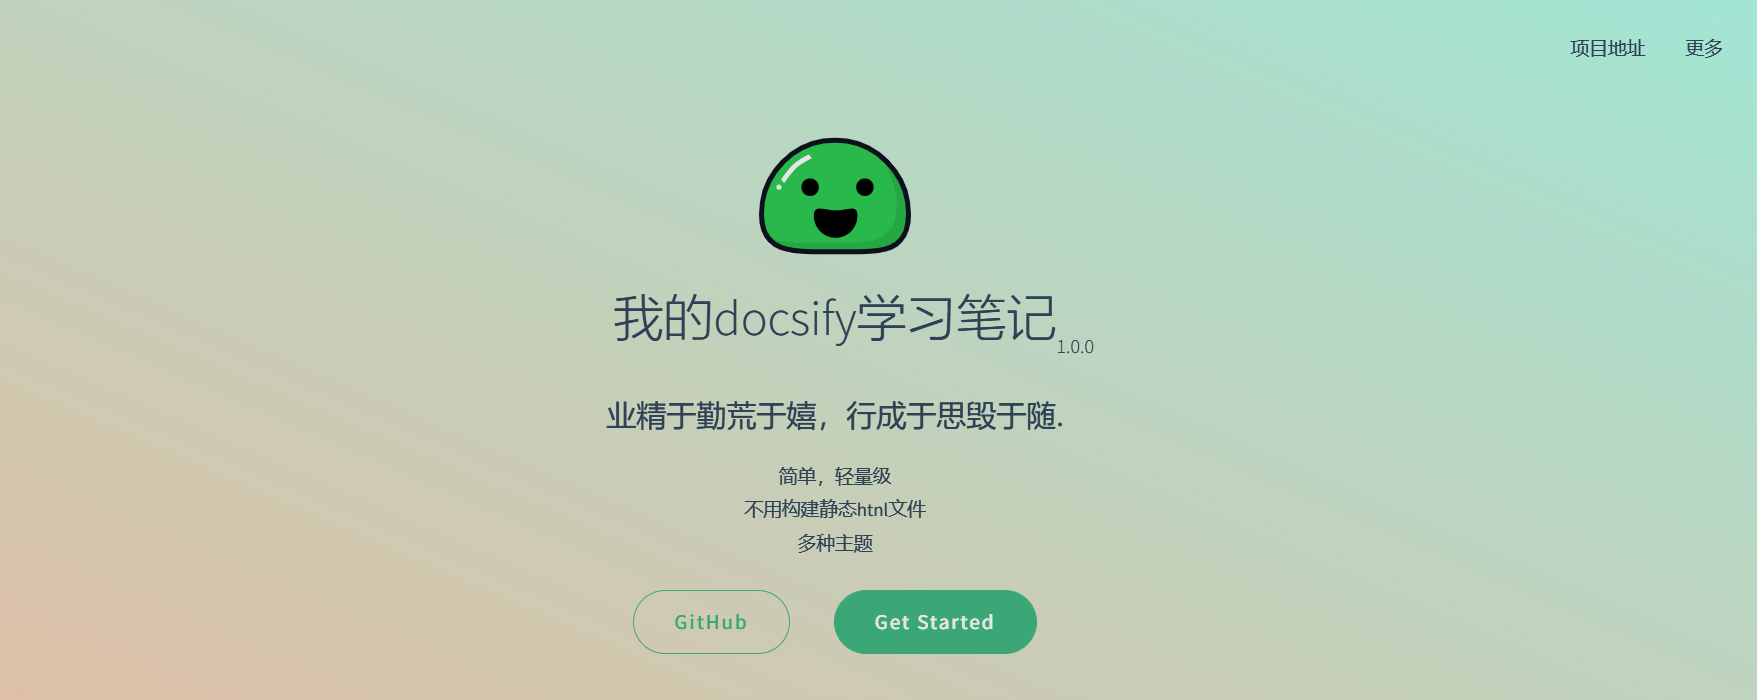 项目地址 更多
我的docsify学习笔记 1.0.0
业精于勤荒于嬉，行成于思毁于随.
简单，轻量级
不用构建静态htnl文件
多种主题
GitHub Get Started